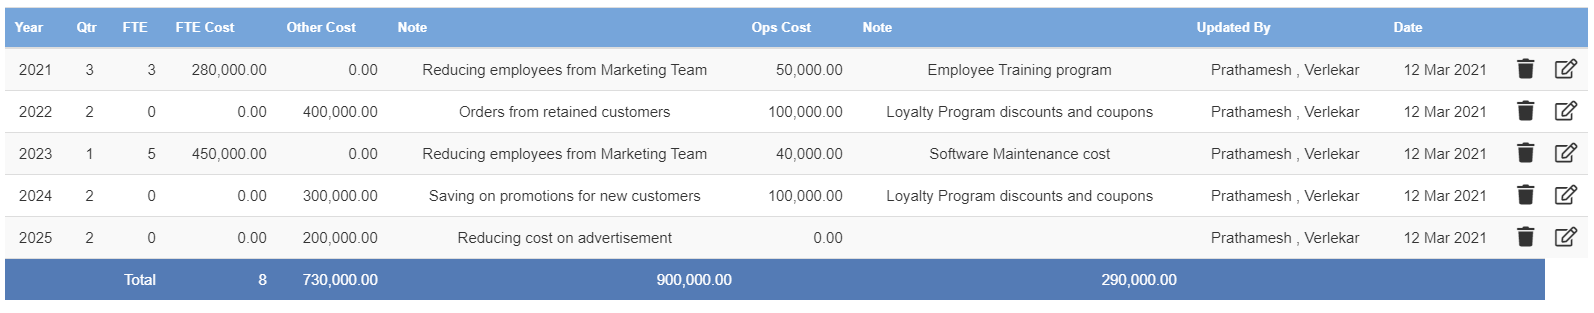 Year Qtr FTE FTE Cost Other Cost Note Ops Cost Note Updated By Date
2021 3 3 280,000.00 0.00 Reducing employees from Marketing Team 50,000.00 Employee Training program Prathamesh , Verlekar 12 Mar 2021
2022 2 0 0.00 400,000.00 Orders from retained customers 100,000.00 Loyalty Program discounts and coupons Prathamesh , Verlekar 12 Mar 2021
2023 1 5 450,000.00 0.00 Reducing employees from Marketing Team 40,000.00 Software Maintenance cost Prathamesh , Verlekar 12 Mar 2021
2024 2 0 0.00 300,000.00 Saving on promotions for new customers 100,000.00 Loyalty Program discounts and coupons Prathamesh , Verlekar 12 Mar 2021
2025 2 0 0.00 200,000.00 Reducing cost on advertisement 0.00 Prathamesh , Verlekar 12 Mar 2021
Total 8 730,000.00 900,000.00 290,000.00